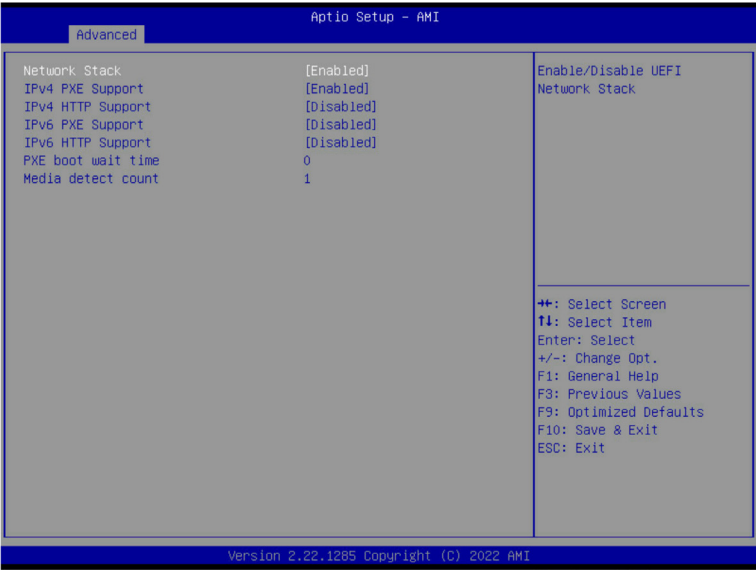 Aptio Setup – AMI
Advanced
Network Stack [Enabled]
IPv4 PXE Support [Enabled]
IPv4 HTTP Support [Disabled]
IPv6 PXE Support [Disabled]
IPv6 HTTP Support [Disabled]
PXE boot wait time 0
Media detect count 1
Enable/Disable UEFI
Network Stack
→←: Select Screen
↑↓: Select Item
Enter: Select
+/-: Change Opt.
F1: General Help
F3: Previous Values
F9: Optimized Defaults
F10: Save & Exit
ESC: Exit
Version 2.22.1285 Copyright (C) 2022 AMI